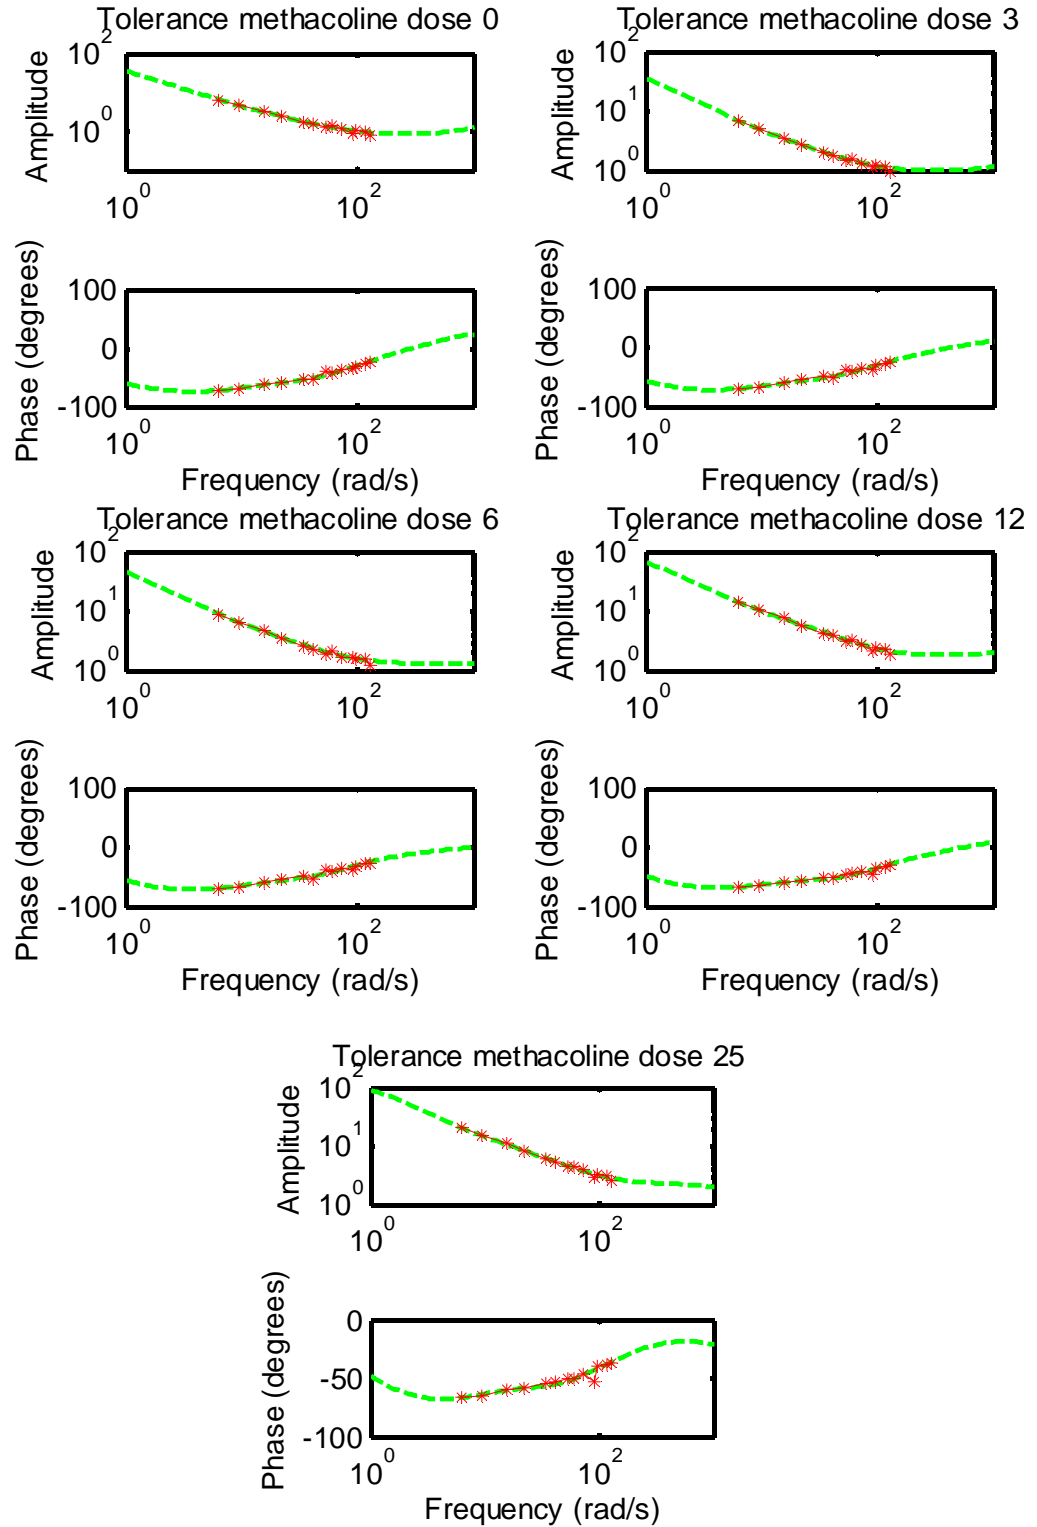 Tolerance methacoline dose 0
Amplitude
10^2
10^0
10^0
10^2
Phase (degrees)
100
0
-100
10^0
10^2
Frequency (rad/s)
Tolerance methacoline dose 3
Amplitude
10^2
10^1
10^0
10^0
10^2
Phase (degrees)
100
0
-100
10^0
10^2
Frequency (rad/s)
Tolerance methacoline dose 6
Amplitude
10^2
10^1
10^0
10^0
10^2
Phase (degrees)
100
0
-100
10^0
10^2
Frequency (rad/s)
Tolerance methacoline dose 12
Amplitude
10^2
10^1
10^0
10^0
10^2
Phase (degrees)
100
0
-100
10^0
10^2
Frequency (rad/s)
Tolerance methacoline dose 25
Amplitude
10^2
10^1
10^0
10^0
10^2
Phase (degrees)
0
-50
-100
10^0
10^2
Frequency (rad/s)